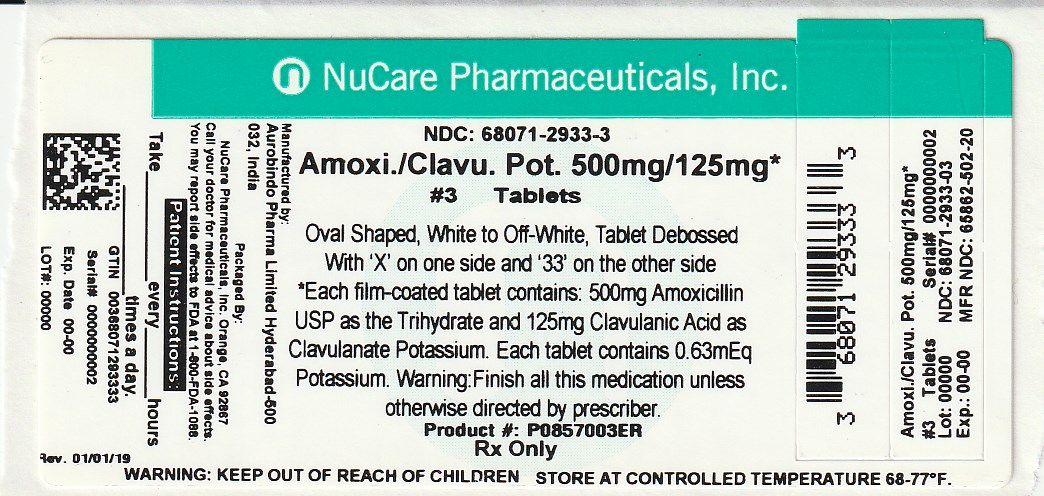 NuCare Pharmaceuticals, Inc.
NDC: 68071-2933-3
Amoxi./Clavu. Pot. 500mg/125mg*
#3 Tablets
Oval Shaped, White to Off-White, Tablet Debossed
With 'X' on one side and '33' on the other side
*Each film-coated tablet contains: 500mg Amoxicillin
USP as the Trihydrate and 125mg Clavulanic Acid as
Clavulanate Potassium. Each tablet contains 0.63mEq
Potassium. Warning:Finish all this medication unless
otherwise directed by prescriber.
Product #: P0857003ER
Rx Only
WARNING: KEEP OUT OF REACH OF CHILDREN STORE AT CONTROLLED TEMPERATURE 68-77°F.
Manufactured by:
Aurobindo Pharma Limited Hyderabad-500
032, India
Packaged By:
NuCare Pharmaceuticals, Inc. Orange, CA 92867
Call your doctor for medical advice about side effects.
You may report side effects to FDA at 1-800-FDA-1088.
Patient Instructions:
Take ____ every ____ hours
____ times a day.
GTIN 00368071293333
Serial# 0000000002
Exp. Date 00-00
LOT#: 00000
Rev. 01/01/19
3 68071 29333 3
Amoxi./Clavu. Pot. 500mg/125mg*
#3 Tablets Serial# 0000000002
Lot: 00000 NDC: 68071-2933-03
Exp.: 00-00 MFR NDC: 65862-502-20